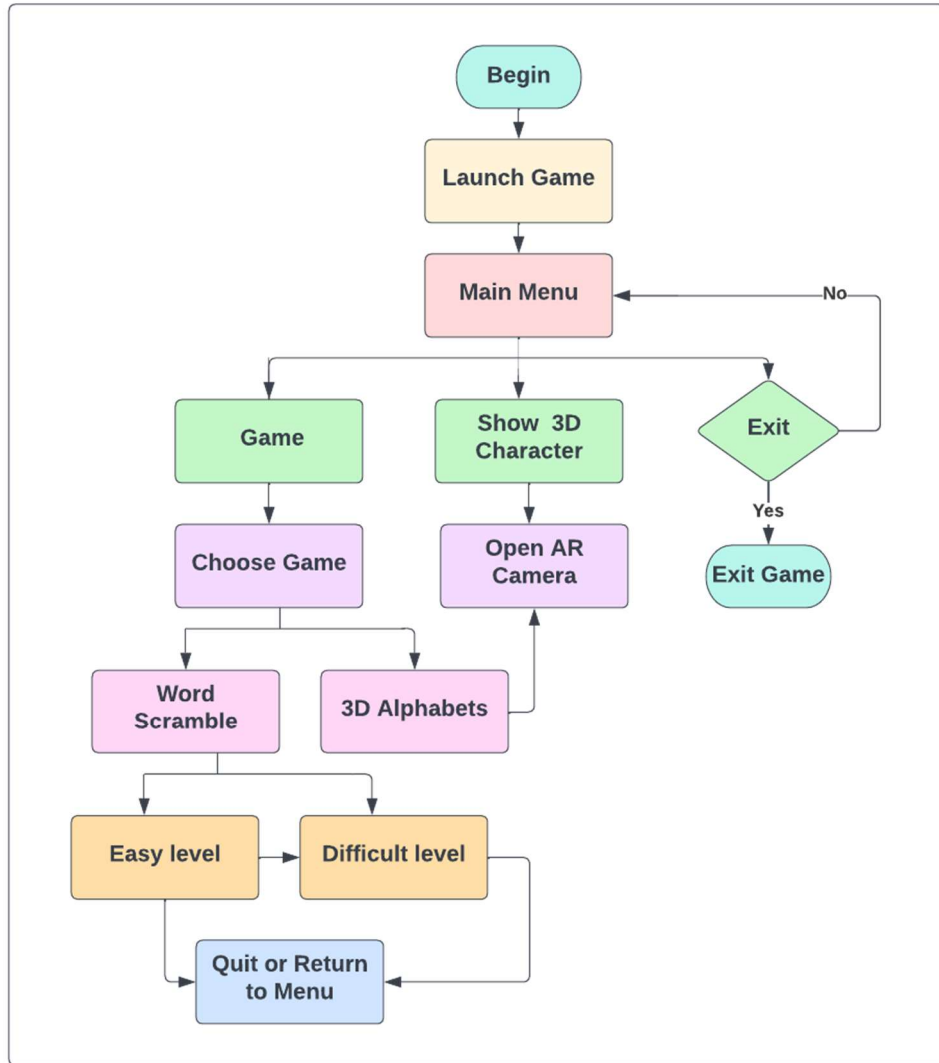 Begin
Launch Game
Main Menu
No
Game
Show 3D
Character
Exit
Choose Game
Open AR
Camera
Yes
Exit Game
Word
Scramble
3D Alphabets
Easy level
Difficult level
Quit or Return
to Menu